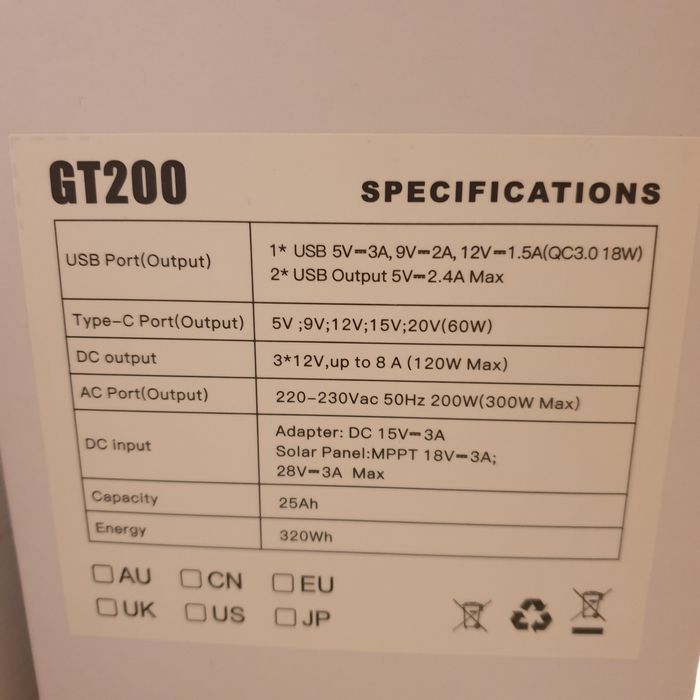 GT200
SPECIFICATIONS
USB Port(Output)
1* USB 5V⎓3A, 9V⎓2A, 12V⎓1.5A(QC3.0 18W)
2* USB Output 5V⎓2.4A Max
Type-C Port(Output)
5V ;9V;12V;15V;20V(60W)
DC output
3*12V,up to 8 A (120W Max)
AC Port(Output)
220-230Vac 50Hz 200W(300W Max)
DC input
Adapter: DC 15V⎓3A
Solar Panel:MPPT 18V⎓3A;
28V⎓3A Max
Capacity
25Ah
Energy
320Wh
AU CN EU
UK US JP